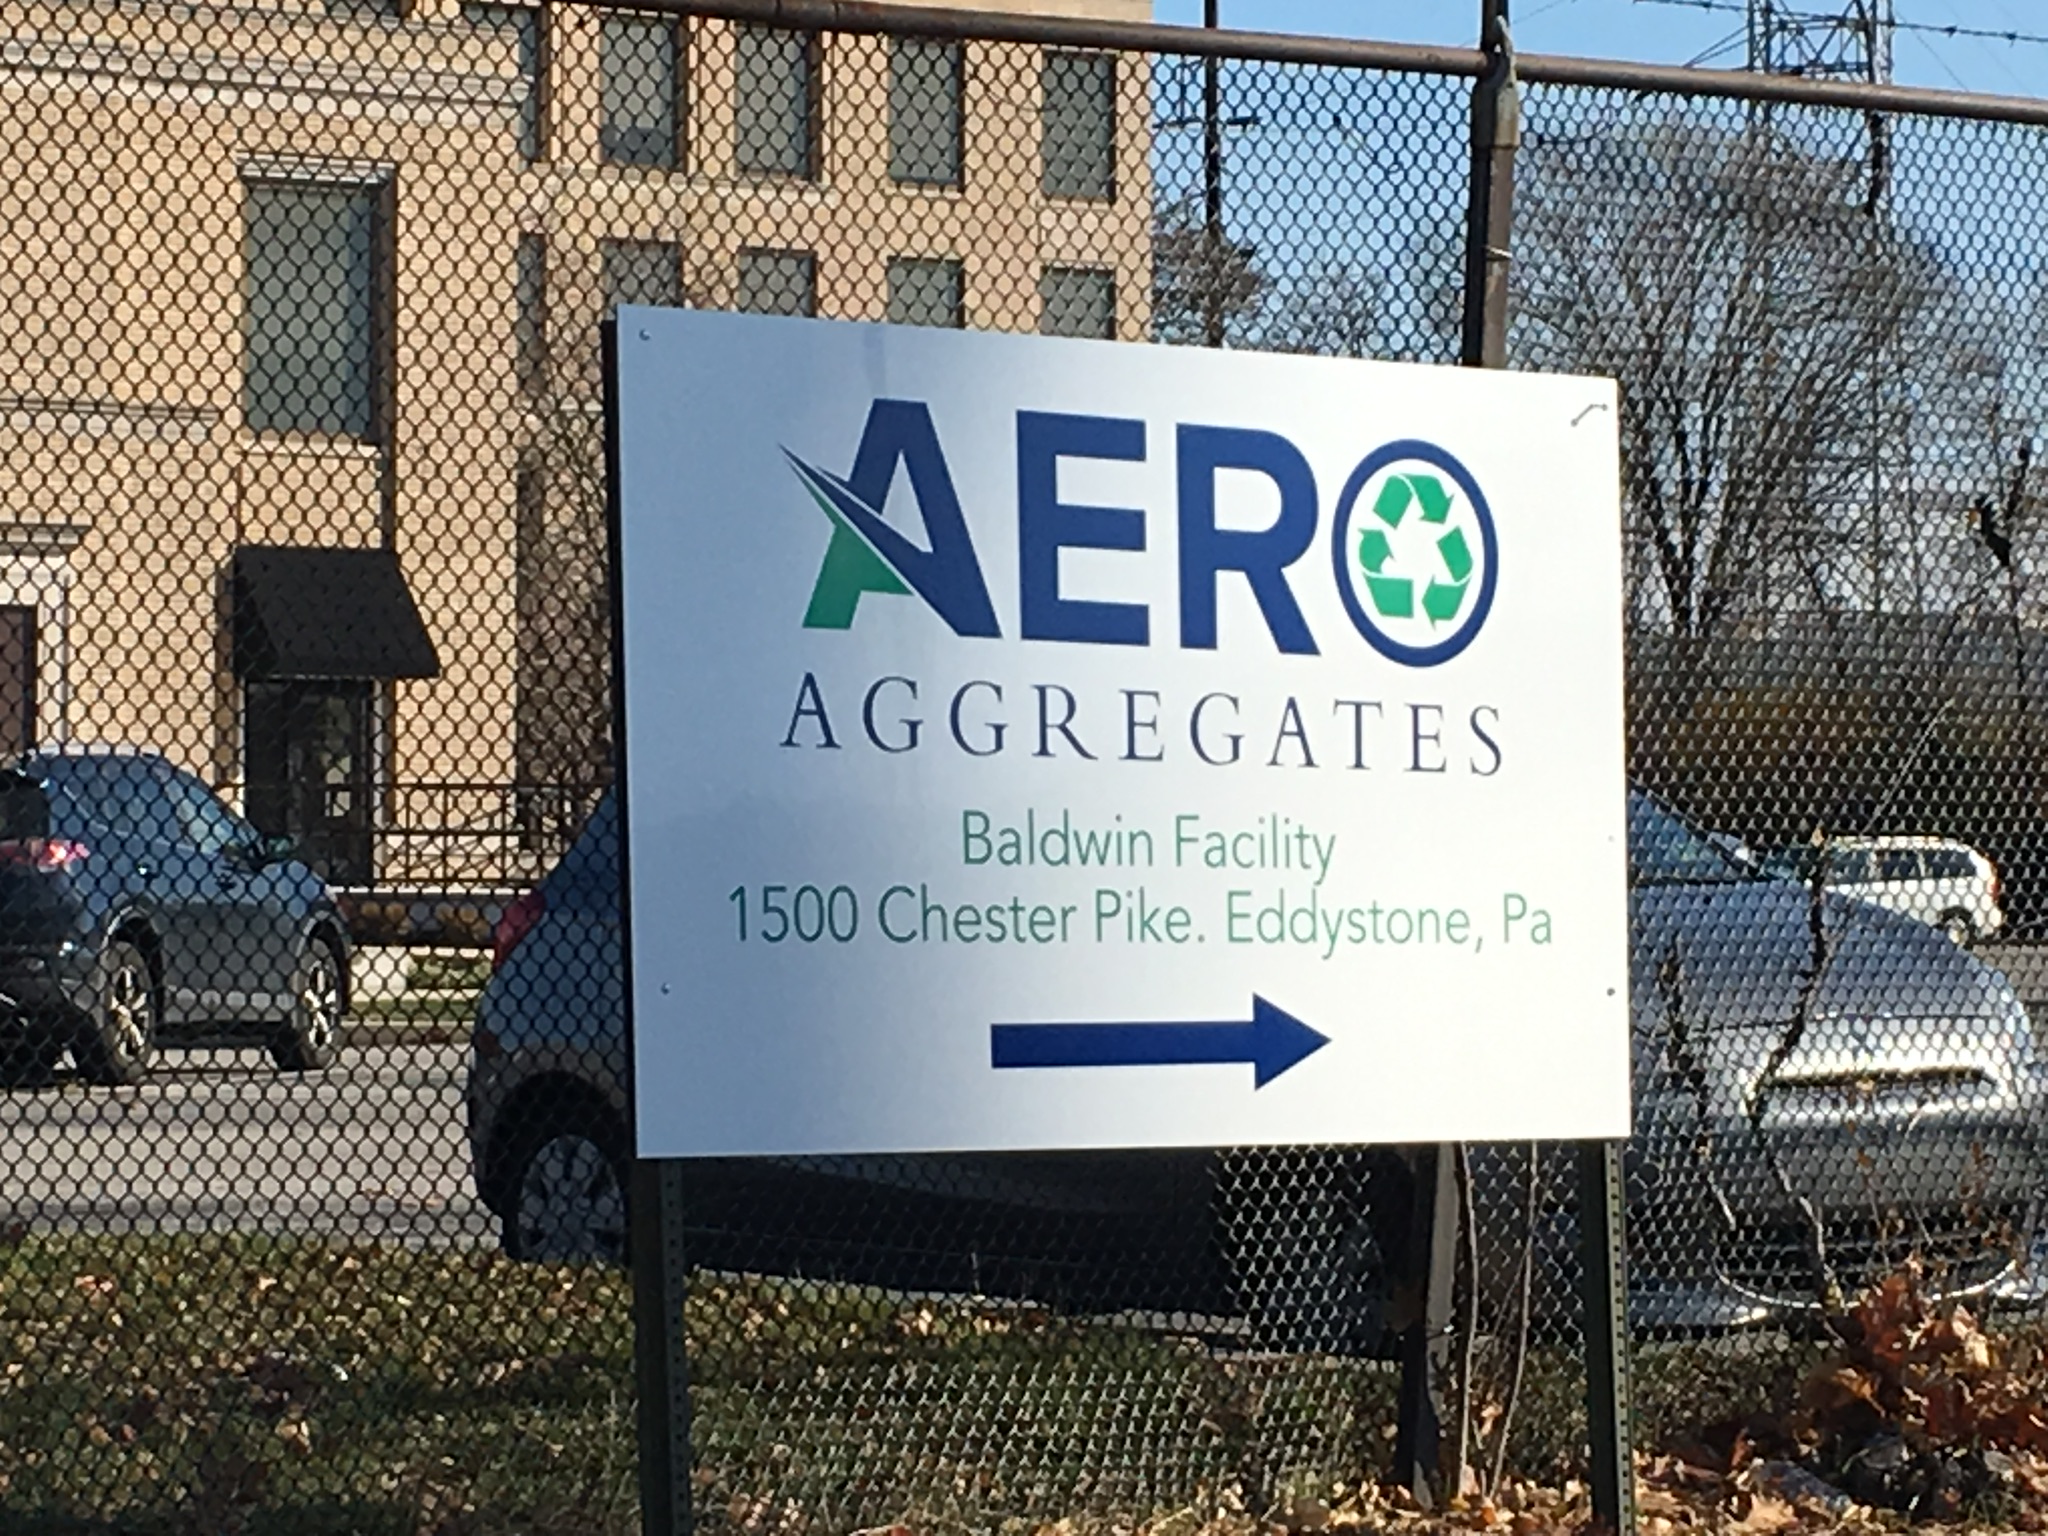 AERO
AGGREGATES
Baldwin Facility
1500 Chester Pike. Eddystone, Pa